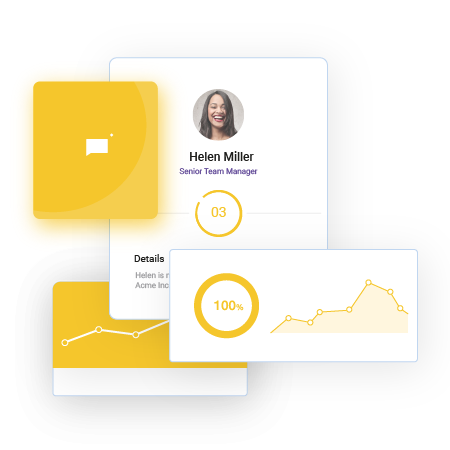 Helen Miller
Senior Team Manager
03
Details
Helen is
Acme Inc
100%